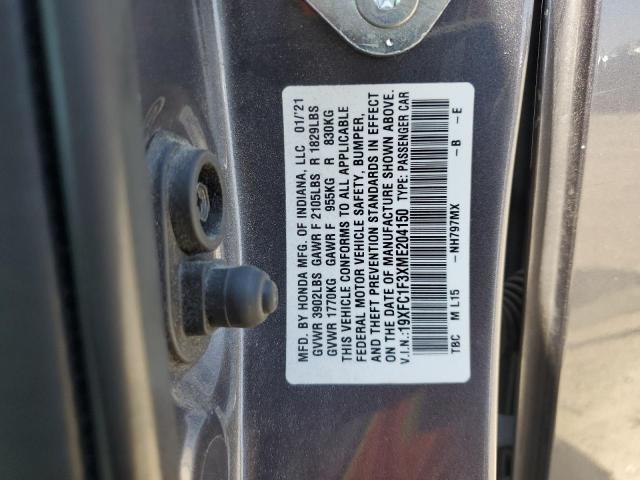 MFD. BY HONDA MFG. OF INDIANA, LLC 01/'21
GVWR 3902LBS GAWR F 2105LBS R 1829LBS
GVWR 1770KG GAWR F 955KG R 830KG
THIS VEHICLE CONFORMS TO ALL APPLICABLE
FEDERAL MOTOR VEHICLE SAFETY, BUMPER,
AND THEFT PREVENTION STANDARDS IN EFFECT
ON THE DATE OF MANUFACTURE SHOWN ABOVE.
V.I.N.:19XFC1F3XME204150 TYPE: PASSENGER CAR
TBC M L15 -NH797MX -B -E